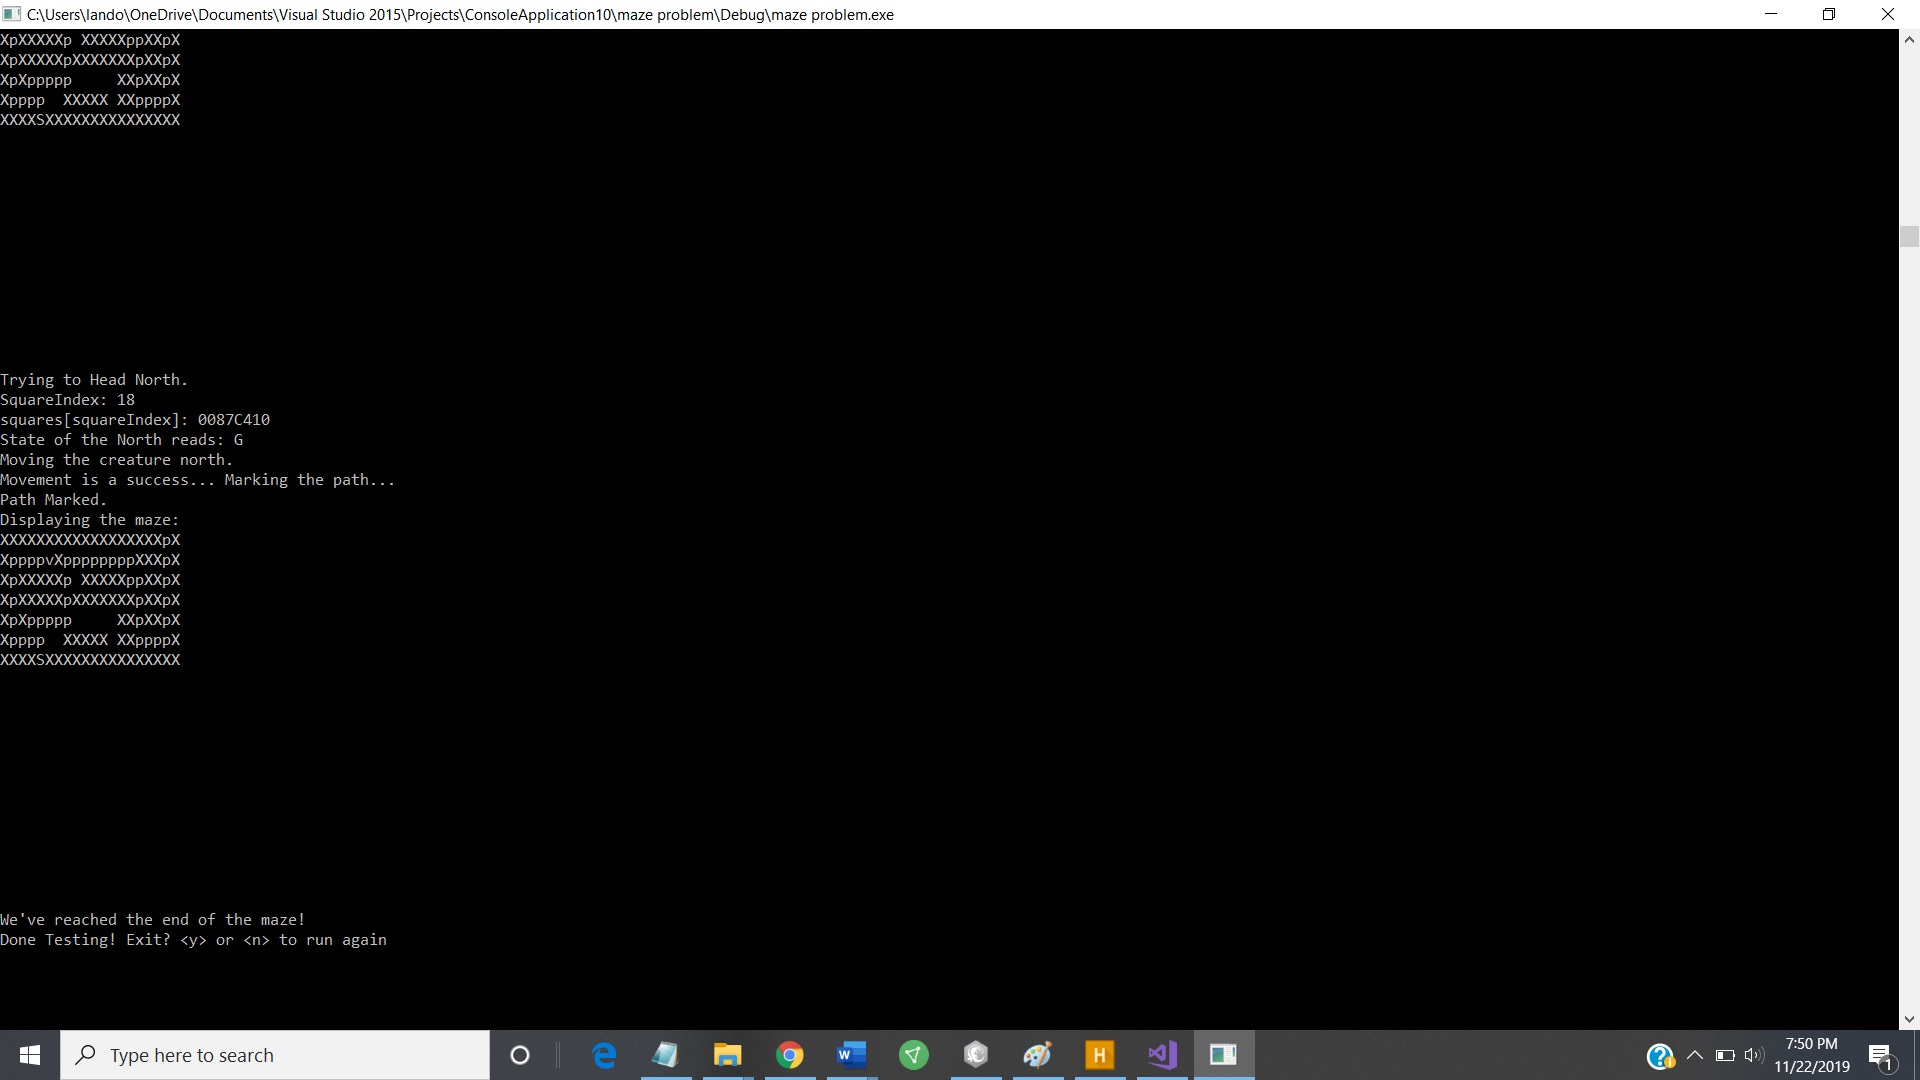 C:\Users\lando\OneDrive\Documents\Visual Studio 2015\Projects\ConsoleApplication10\maze problem\Debug\maze problem.exe
XpXXXXXp XXXXXppXXpX
XpXXXXXpXXXXXXXpXXpX
XpXppppp     XXpXXpX
Xpppp  XXXXX XXppppX
XXXXSXXXXXXXXXXXXXXX
Trying to Head North.
SquareIndex: 18
squares[squareIndex]: 0087C410
State of the North reads: G
Moving the creature north.
Movement is a success... Marking the path...
Path Marked.
Displaying the maze:
XXXXXXXXXXXXXXXXXXpX
XppppvXppppppppXXXpX
XpXXXXXp XXXXXppXXpX
XpXXXXXpXXXXXXXpXXpX
XpXppppp     XXpXXpX
Xpppp  XXXXX XXppppX
XXXXSXXXXXXXXXXXXXXX
We've reached the end of the maze!
Done Testing! Exit? <y> or <n> to run again
Type here to search
7:50 PM
11/22/2019
1